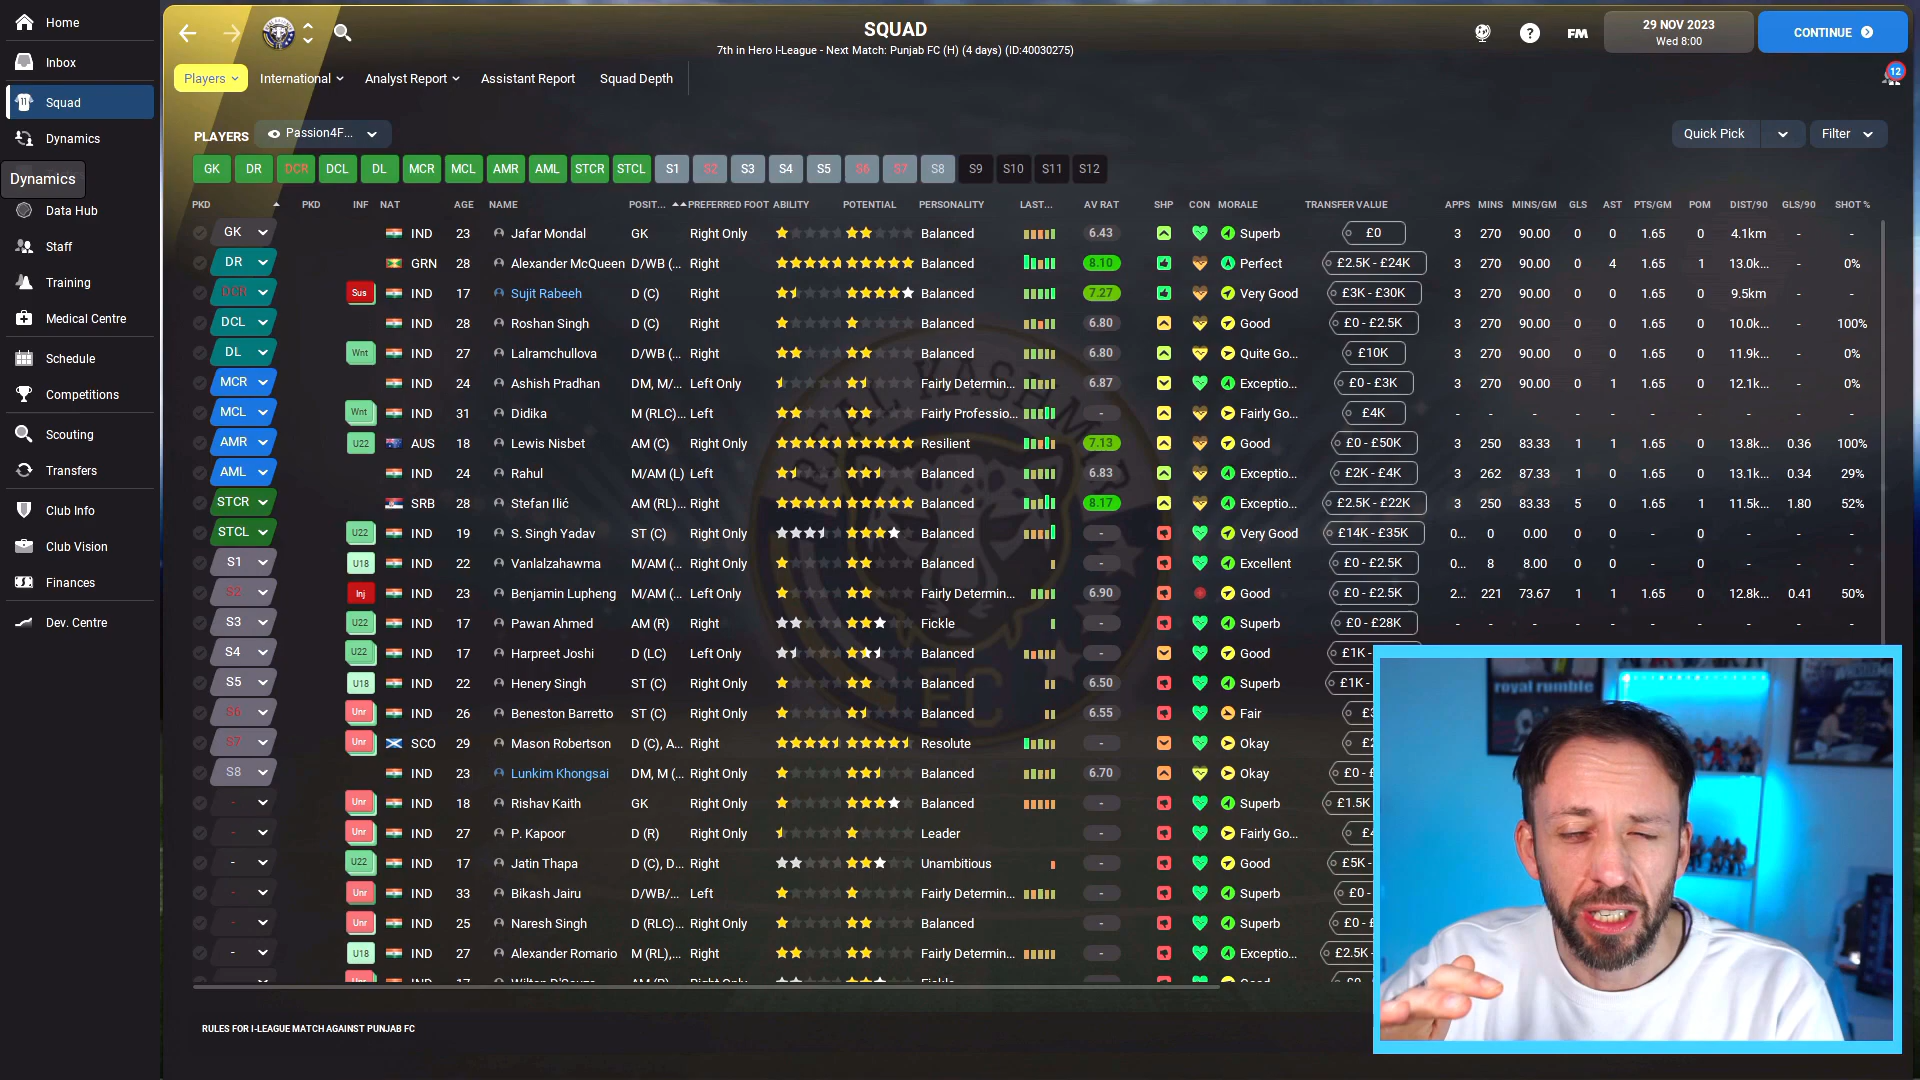 Home
Inbox
Squad
Dynamics
Dynamics
Data Hub
Staff
Training
Medical Centre
Schedule
Competitions
Scouting
Transfers
Club Info
Club Vision
Finances
Dev. Centre
SQUAD
7th in Hero I-League - Next Match: Punjab FC (H) (4 days) (ID:40030275)
FM
29 NOV 2023
Wed 8:00
CONTINUE
12
Players International Analyst Report Assistant Report Squad Depth
PLAYERS Passion4F... Quick Pick Filter
GK DR DCR DCL DL MCR MCL AMR AML STCR STCL S1 S2 S3 S4 S5 S6 S7 S8 S9 S10 S11 S12
PKD PKD INF NAT AGE NAME POSIT... PREFERRED FOOT ABILITY POTENTIAL PERSONALITY LAST... AV RAT SHP CON MORALE TRANSFER VALUE APPS MINS MINS/GM GLS AST PTS/GM POM DIST/90 GLS/90 SHOT %
GK IND 23 Jafar Mondal GK Right Only Balanced 6.43 Superb £0 3 270 90.00 0 0 1.65 0 4.1km - -
DR GRN 28 Alexander McQueen D/WB (... Right Balanced 8.10 Perfect £2.5K - £24K 3 270 90.00 0 4 1.65 1 13.0k... - 0%
DCR Sus IND 17 Sujit Rabeeh D (C) Right Balanced 7.27 Very Good £3K - £30K 3 270 90.00 0 0 1.65 0 9.5km - -
DCL IND 28 Roshan Singh D (C) Right Balanced 6.80 Good £0 - £2.5K 3 270 90.00 0 0 1.65 0 10.0k... - 100%
DL Wnt IND 27 Lalramchullova D/WB (... Right Balanced 6.80 Quite Go... £10K 3 270 90.00 0 0 1.65 0 11.9k... - 0%
MCR IND 24 Ashish Pradhan DM, M/... Left Only Fairly Determin... 6.87 Exceptio... £0 - £3K 3 270 90.00 0 1 1.65 0 12.1k... - 0%
MCL Wnt IND 31 Didika M (RLC)... Left Fairly Professio... - Fairly Go... £4K - - - - - - - - - -
AMR U22 AUS 18 Lewis Nisbet AM (C) Right Only Resilient 7.13 Good £0 - £50K 3 250 83.33 1 1 1.65 0 13.8k... 0.36 100%
AML IND 24 Rahul M/AM (L) Left Balanced 6.83 Exceptio... £2K - £4K 3 262 87.33 1 0 1.65 0 13.1k... 0.34 29%
STCR SRB 28 Stefan Ilić AM (RL)... Right Balanced 8.17 Exceptio... £2.5K - £22K 3 250 83.33 5 0 1.65 1 11.5k... 1.80 52%
STCL U22 IND 19 S. Singh Yadav ST (C) Right Only Balanced - Very Good £14K - £35K 0... 0 0.00 0 0 - 0 - - -
S1 U18 IND 22 Vanlalzahawma M/AM (... Right Only Balanced - Excellent £0 - £2.5K 0... 8 8.00 0 0 - 0 - - -
S2 Inj IND 23 Benjamin Lupheng M/AM (... Left Only Fairly Determin... 6.90 Good £0 - £2.5K 2... 221 73.67 1 1 1.65 0 12.8k... 0.41 50%
S3 U22 IND 17 Pawan Ahmed AM (R) Right Fickle - Superb £0 - £28K - - - - - - - - - -
S4 U22 IND 17 Harpreet Joshi D (LC) Left Only Balanced - Good £1K -
S5 U18 IND 22 Henery Singh ST (C) Right Only Balanced 6.50 Superb £1K -
S6 Unr IND 26 Beneston Barretto ST (C) Right Only Balanced 6.55 Fair
S7 Unr SCO 29 Mason Robertson D (C), A... Right Resolute - Okay
S8 IND 23 Lunkim Khongsai DM, M (... Right Only Balanced 6.70 Okay £0 - £
- Unr IND 18 Rishav Kaith GK Right Only Balanced - Superb £1.5K
- Unr IND 27 P. Kapoor D (R) Right Only Leader - Fairly Go...
- U22 IND 17 Jatin Thapa D (C), D... Right Unambitious - Good £5K -
- Unr IND 33 Bikash Jairu D/WB/... Left Fairly Determin... - Superb £0 -
- Unr IND 25 Naresh Singh D (RLC)... Right Only Balanced - Superb £0 - £
- U18 IND 27 Alexander Romario M (RL),... Right Fairly Determin... - Exceptio... £2.5K
RULES FOR I-LEAGUE MATCH AGAINST PUNJAB FC
royal rumble